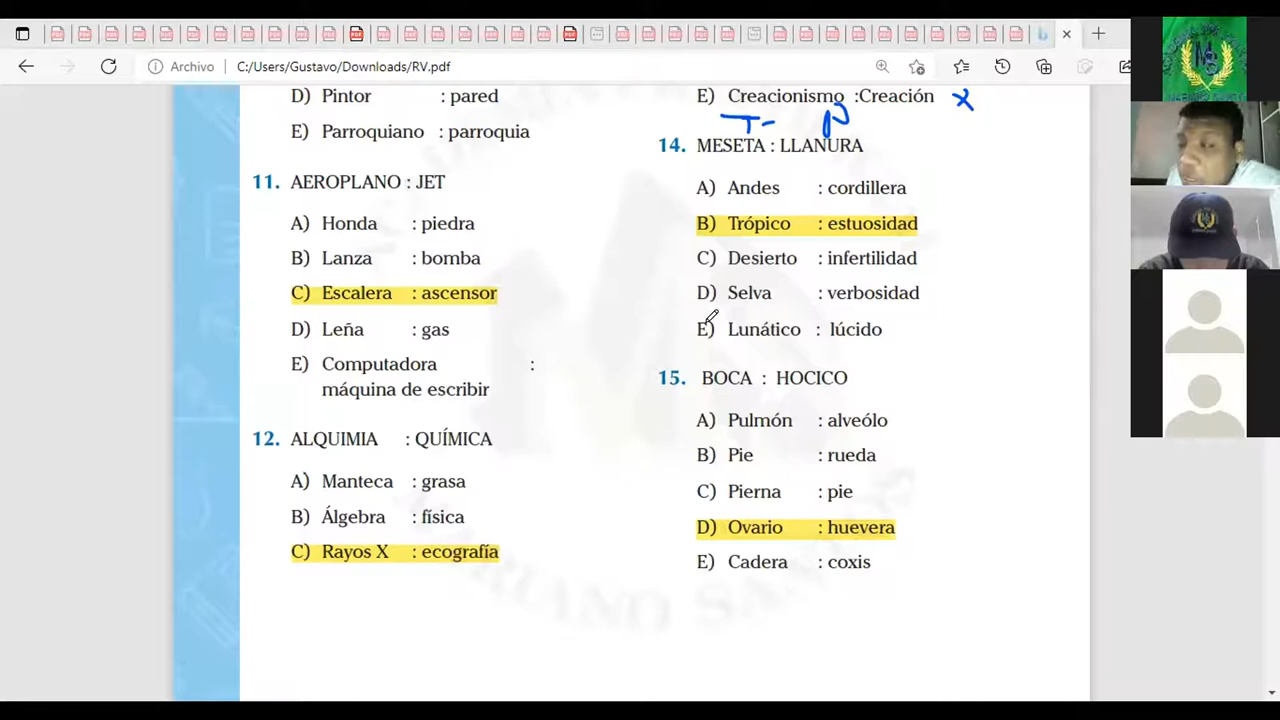 Archivo
C:/Users/Gustavo/Downloads/RV.pdf
D) Pintor : pared
E) Parroquiano : parroquia
11. AEROPLANO : JET
A) Honda : piedra
B) Lanza : bomba
C) Escalera : ascensor
D) Leña : gas
E) Computadora :
máquina de escribir
12. ALQUIMIA : QUÍMICA
A) Manteca : grasa
B) Álgebra : física
C) Rayos X : ecografía
E) Creacionismo :Creación x
14. MESETA : LLANURA
A) Andes : cordillera
B) Trópico : estuosidad
C) Desierto : infertilidad
D) Selva : verbosidad
E) Lunático : lúcido
15. BOCA : HOCICO
A) Pulmón : alveólo
B) Pie : rueda
C) Pierna : pie
D) Ovario : huevera
E) Cadera : coxis